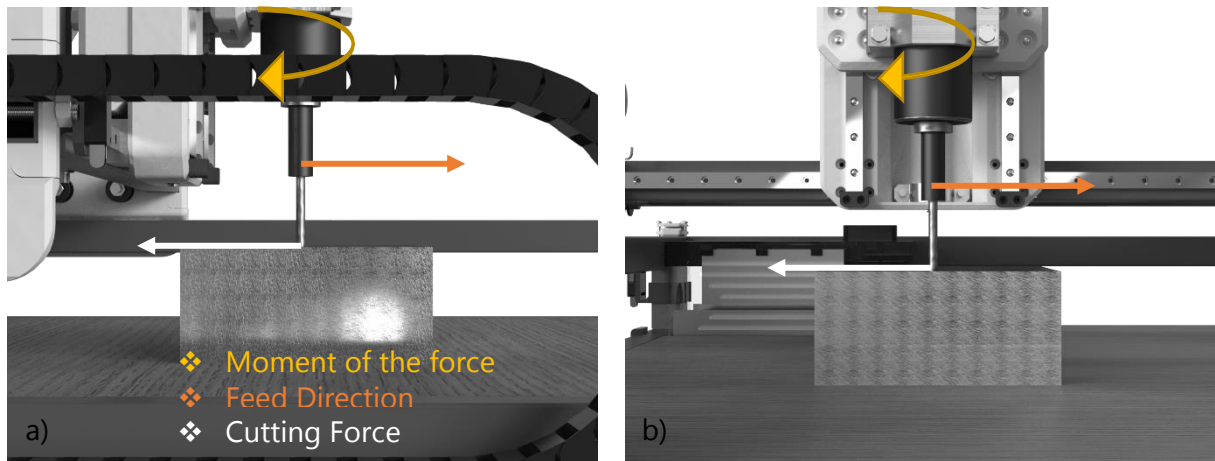 ❖ Moment of the force
❖ Feed Direction
❖ Cutting Force
a)
b)